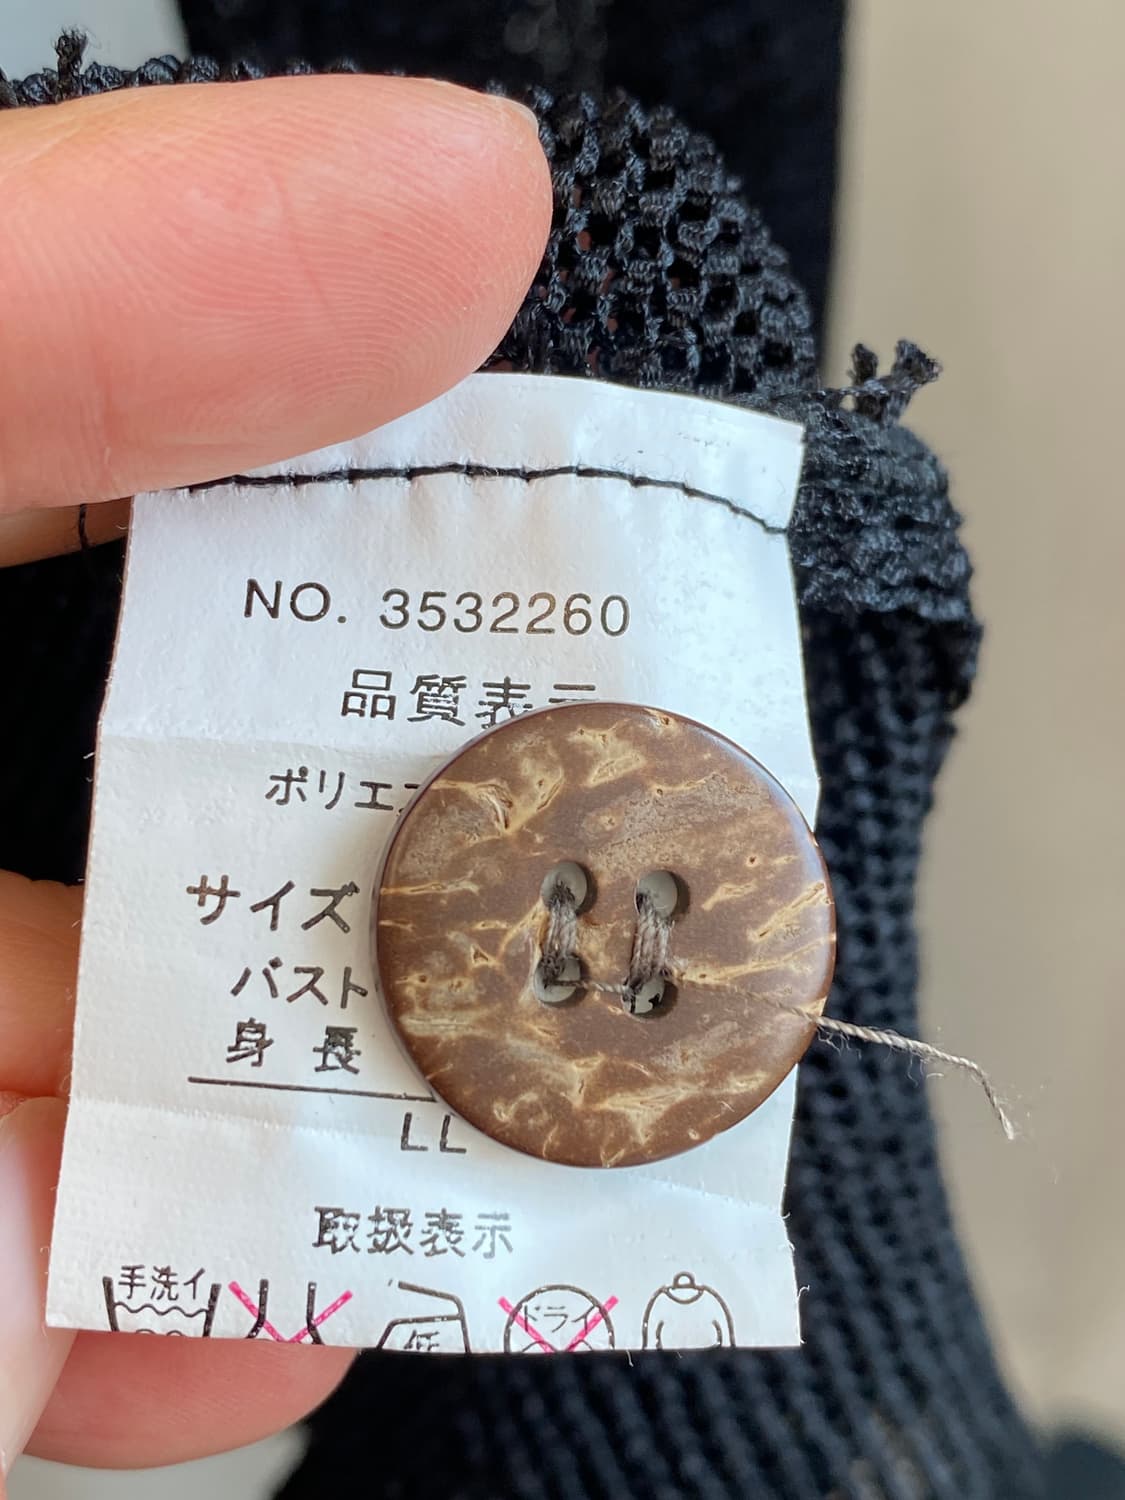 NO. 3532260
品質表示
ポリエス
サイズ
バスト
身 長
LL
取扱表示
手洗イ
低
ドライ